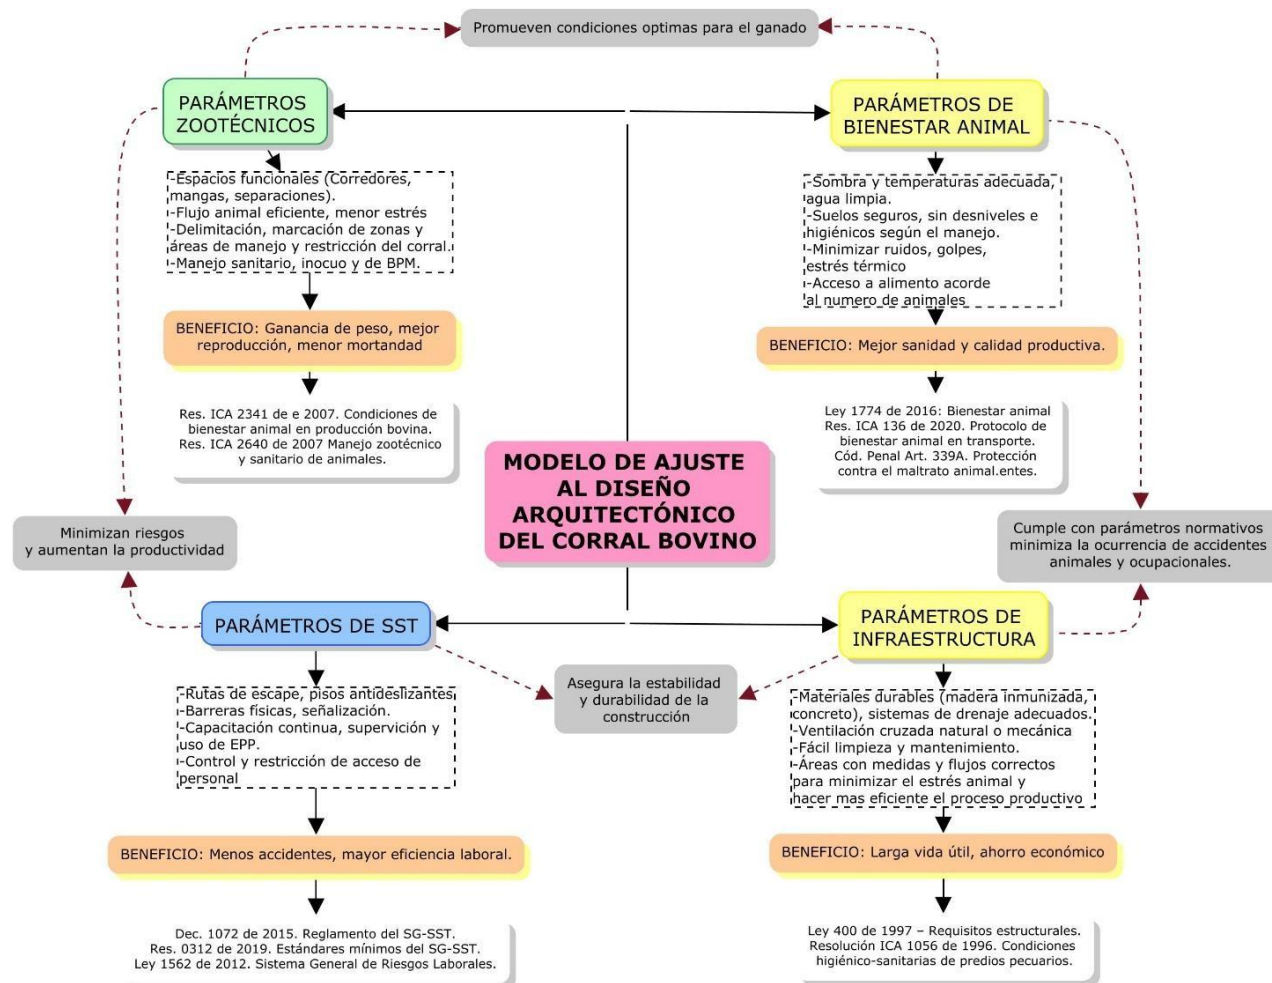 Promueven condiciones optimas para el ganado
PARÁMETROS
ZOOTÉCNICOS
-Espacios funcionales (Corredores,
mangas, separaciones).
-Flujo animal eficiente, menor estrés
-Delimitación, marcación de zonas y
áreas de manejo y restricción del corral.
-Manejo sanitario, inocuo y de BPM.
BENEFICIO: Ganancia de peso, mejor
reproducción, menor mortandad
Res. ICA 2341 de e 2007. Condiciones de
bienestar animal en producción bovina.
Res. ICA 2640 de 2007 Manejo zootécnico
y sanitario de animales.
PARÁMETROS DE
BIENESTAR ANIMAL
-Sombra y temperaturas adecuada,
agua limpia.
-Suelos seguros, sin desniveles e
higiénicos según el manejo.
-Minimizar ruidos, golpes,
estrés térmico
-Acceso a alimento acorde
al numero de animales
BENEFICIO: Mejor sanidad y calidad productiva.
Ley 1774 de 2016: Bienestar animal
Res. ICA 136 de 2020. Protocolo de
bienestar animal en transporte.
Cód. Penal Art. 339A. Protección
contra el maltrato animal.entes.
MODELO DE AJUSTE
AL DISEÑO
ARQUITECTÓNICO
DEL CORRAL BOVINO
Minimizan riesgos
y aumentan la productividad
Cumple con parámetros normativos
minimiza la ocurrencia de accidentes
animales y ocupacionales.
PARÁMETROS DE SST
-Rutas de escape, pisos antideslizantes
-Barreras físicas, señalización.
-Capacitación continua, supervisión y
uso de EPP.
-Control y restricción de acceso de
personal
BENEFICIO: Menos accidentes, mayor eficiencia laboral.
Dec. 1072 de 2015. Reglamento del SG-SST.
Res. 0312 de 2019. Estándares mínimos del SG-SST.
Ley 1562 de 2012. Sistema General de Riesgos Laborales.
Asegura la estabilidad
y durabilidad de la
construcción
PARÁMETROS DE
INFRAESTRUCTURA
-Materiales durables (madera inmunizada,
concreto), sistemas de drenaje adecuados.
-Ventilación cruzada natural o mecánica
-Fácil limpieza y mantenimiento.
-Áreas con medidas y flujos correctos
para minimizar el estrés animal y
hacer mas eficiente el proceso productivo
BENEFICIO: Larga vida útil, ahorro económico
Ley 400 de 1997 – Requisitos estructurales.
Resolución ICA 1056 de 1996. Condiciones
higiénico-sanitarias de predios pecuarios.